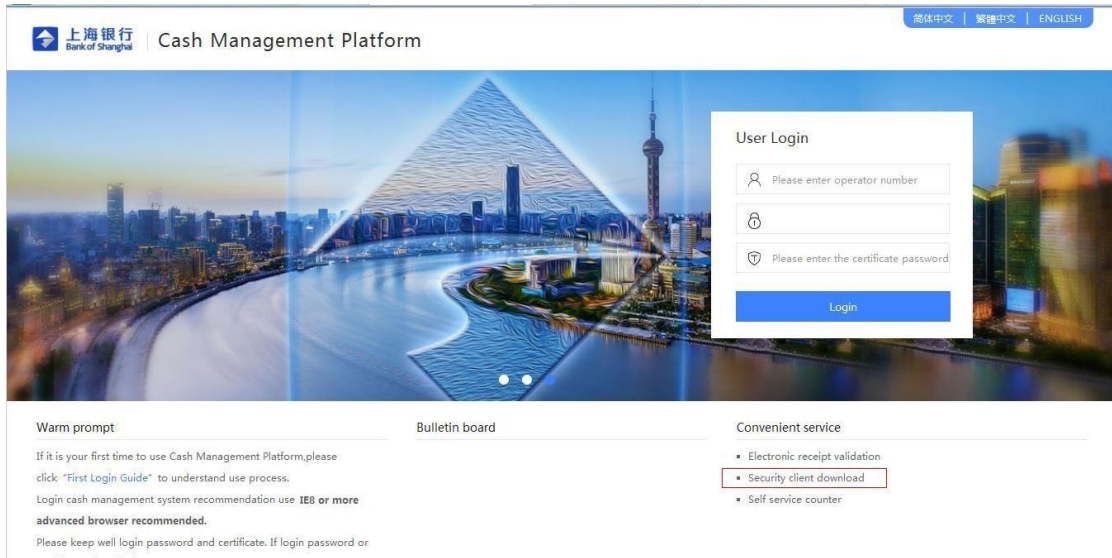 简体中文 | 繁體中文 | ENGLISH
上海银行
Bank of Shanghai
Cash Management Platform
User Login
Please enter operator number
Please enter the certificate password
Login
Warm prompt
If it is your first time to use Cash Management Platform,please
click "First Login Guide" to understand use process.
Login cash management system recommendation use IE8 or more
advanced browser recommended.
Please keep well login password and certificate. If login password or
Bulletin board
Convenient service
Electronic receipt validation
Security client download
Self service counter